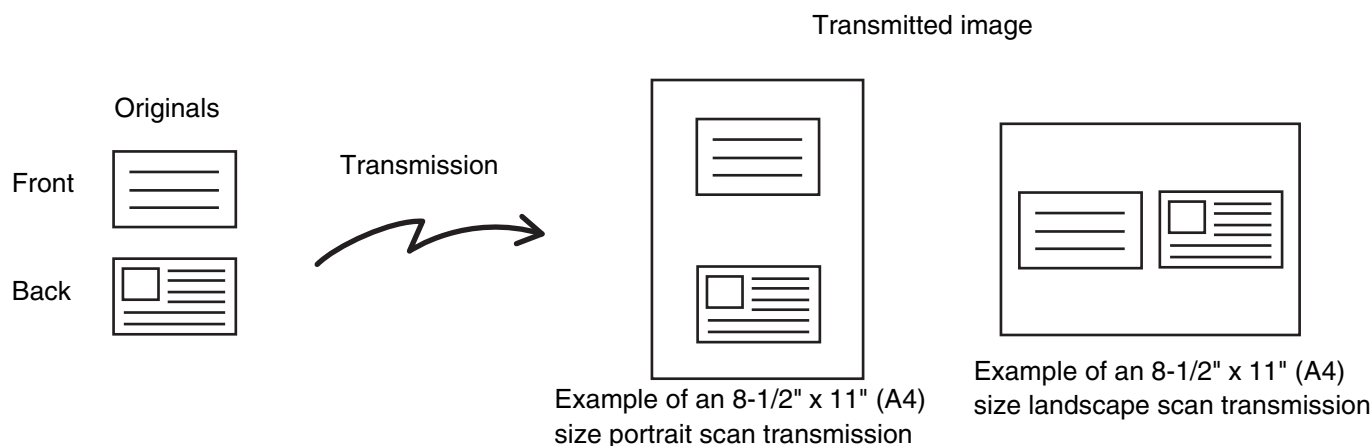 Transmitted image
Originals
Front
Transmission
Back
Example of an 8-1/2" x 11" (A4)
size portrait scan transmission
Example of an 8-1/2" x 11" (A4)
size landscape scan transmission